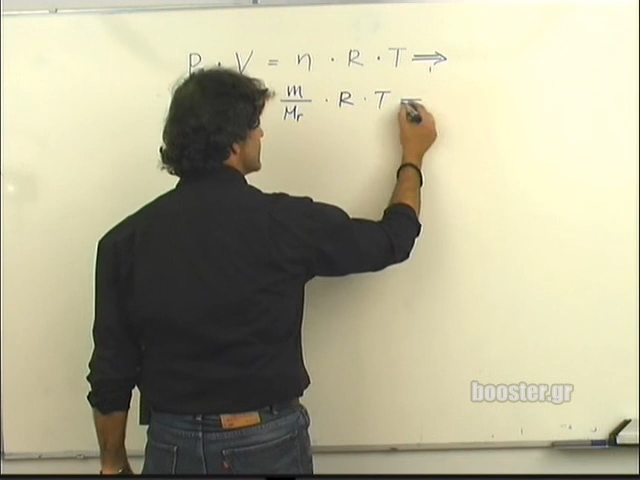 P · V = n · R · T ⟹
m/Mr · R · T =
booster.gr